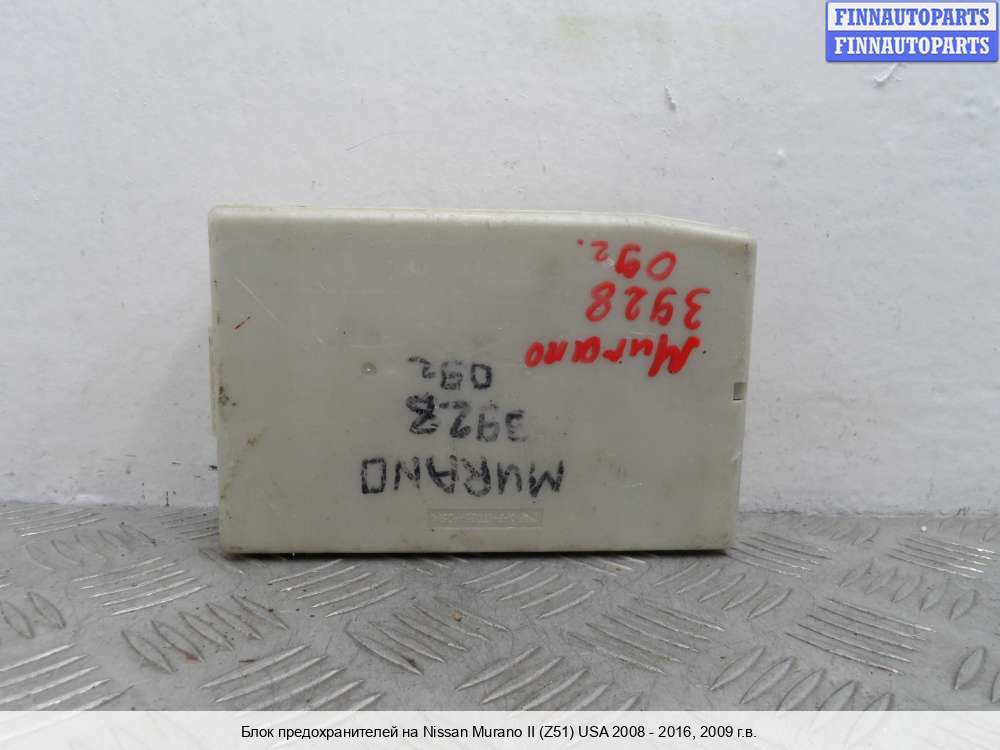 FINNAUTOPARTS
FINNAUTOPARTS
Murano
3928
09г.
MURANO
3928
09г
Блок предохранителей на Nissan Murano II (Z51) USA 2008 - 2016, 2009 г.в.